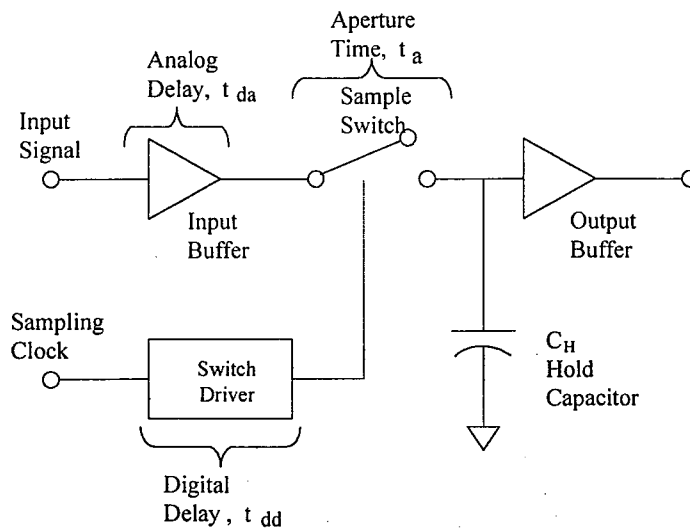 Aperture
Time, t a
Analog
Delay, t da
Sample
Switch
Input
Signal
Input
Buffer
Output
Buffer
Sampling
Clock
Switch
Driver
CH
Hold
Capacitor
Digital
Delay , t dd